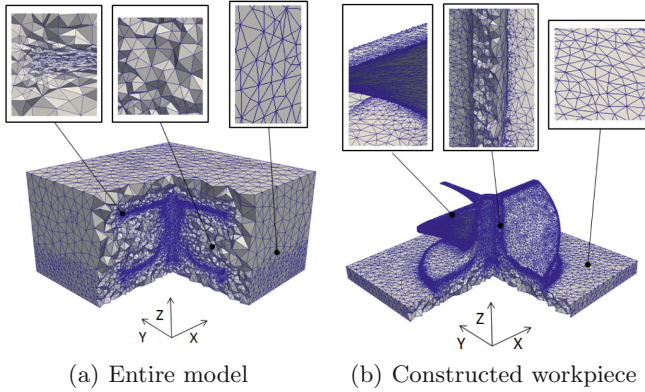 Z
Y
X
Z
Y
X
(a) Entire model
(b) Constructed workpiece